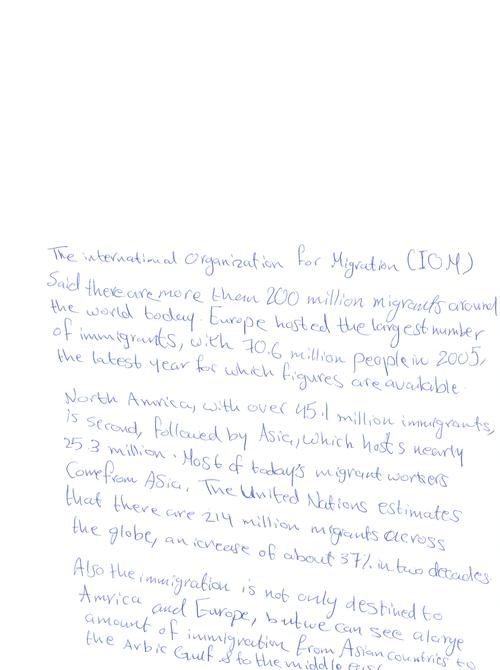 The international Organization for Migration (IOM)
Said there are more them 200 million migrants around
the world today. Europe hosted the largest number
of immigrants, with 70.6 million people in 2005,
the latest year for which figures are available.
North Amrica, with over 45.1 million immigrants,
is second, followed by Asia, which hosts nearly
25.3 million. Most of today's migrant workers
Come from Asia. The United Nations estimates
that there are 214 million migrants across
the globe, an icrease of about 37% in two decades.
Also the immigration is not only destined to
Amrica and Europe, but we can see a large
amount of immigration from Asian countries to
the Arbic Gulf to the middle